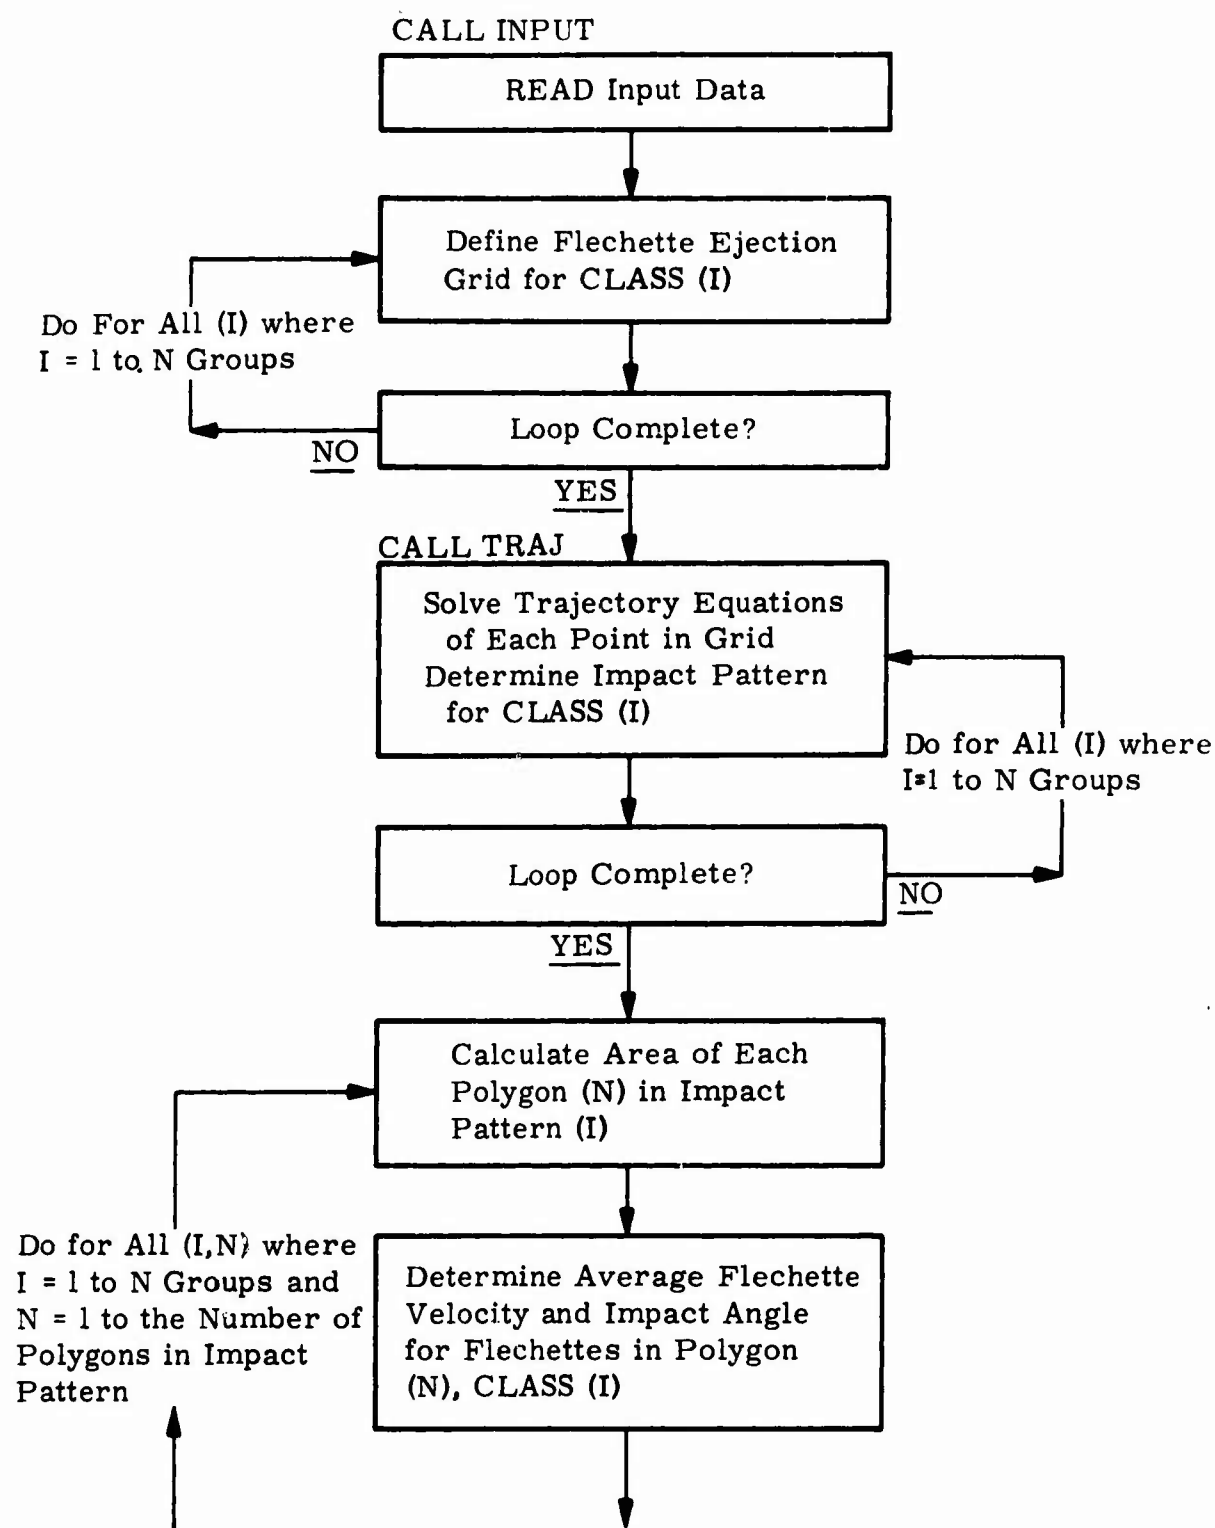 CALL INPUT
READ Input Data
Define Flechette Ejection
Grid for CLASS (I)
Do For All (I) where
I = 1 to. N Groups
Loop Complete?
NO
YES
CALL TRAJ
Solve Trajectory Equations
of Each Point in Grid
Determine Impact Pattern
for CLASS (I)
Do for All (I) where
I=1 to N Groups
Loop Complete?
NO
YES
Calculate Area of Each
Polygon (N) in Impact
Pattern (I)
Do for All (I,N) where
I = 1 to N Groups and
N = 1 to the Number of
Polygons in Impact
Pattern
Determine Average Flechette
Velocity and Impact Angle
for Flechettes in Polygon
(N), CLASS (I)